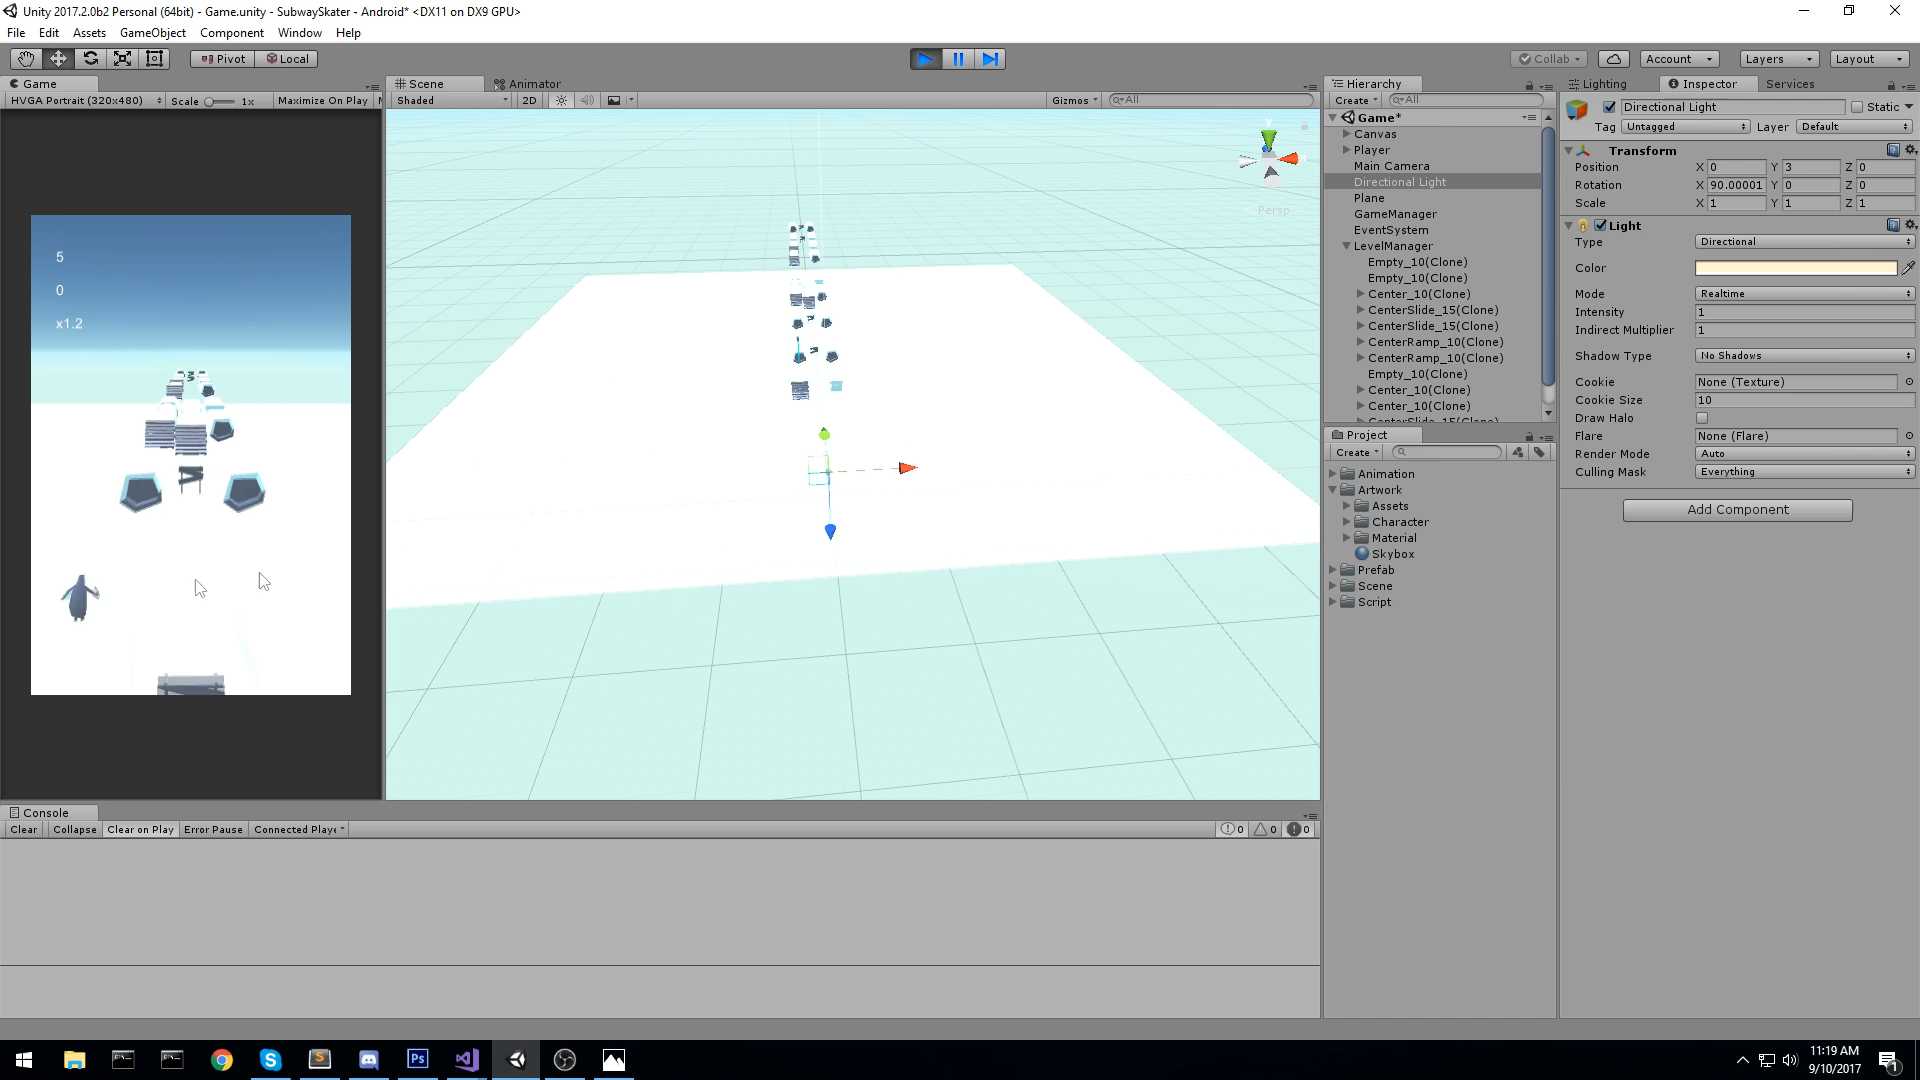 Unity 2017.2.0b2 Personal (64bit) - Game.unity - SubwaySkater - Android* <DX11 on DX9 GPU>
File Edit Assets GameObject Component Window Help
Pivot Local Collab Account Layers Layout
Game Scene Animator Hierarchy Lighting Inspector Services
HVGA Portrait (320x480) Scale 1x Maximize On Play Shaded 2D Gizmos All Create All
Directional Light Static
Tag Untagged Layer Default
Game*
Canvas
Player
Main Camera
Directional Light
Plane
GameManager
EventSystem
LevelManager
Empty_10(Clone)
Empty_10(Clone)
Center_10(Clone)
CenterSlide_15(Clone)
CenterSlide_15(Clone)
CenterRamp_10(Clone)
CenterRamp_10(Clone)
Empty_10(Clone)
Center_10(Clone)
Center_10(Clone)
CenterSlide_15(Clone)
Transform
Position X 0 Y 3 Z 0
Rotation X 90.00001 Y 0 Z 0
Scale X 1 Y 1 Z 1
Light
Type Directional
Color
Mode Realtime
Intensity 1
Indirect Multiplier 1
Shadow Type No Shadows
Cookie None (Texture)
Cookie Size 10
Draw Halo
Flare None (Flare)
Render Mode Auto
Culling Mask Everything
Add Component
y
Persp
5
0
x1.2
Project
Create
Animation
Artwork
Assets
Character
Material
Skybox
Prefab
Scene
Script
Console
Clear Collapse Clear on Play Error Pause Connected Playe 0 0 0
Ps
11:19 AM
9/10/2017
1